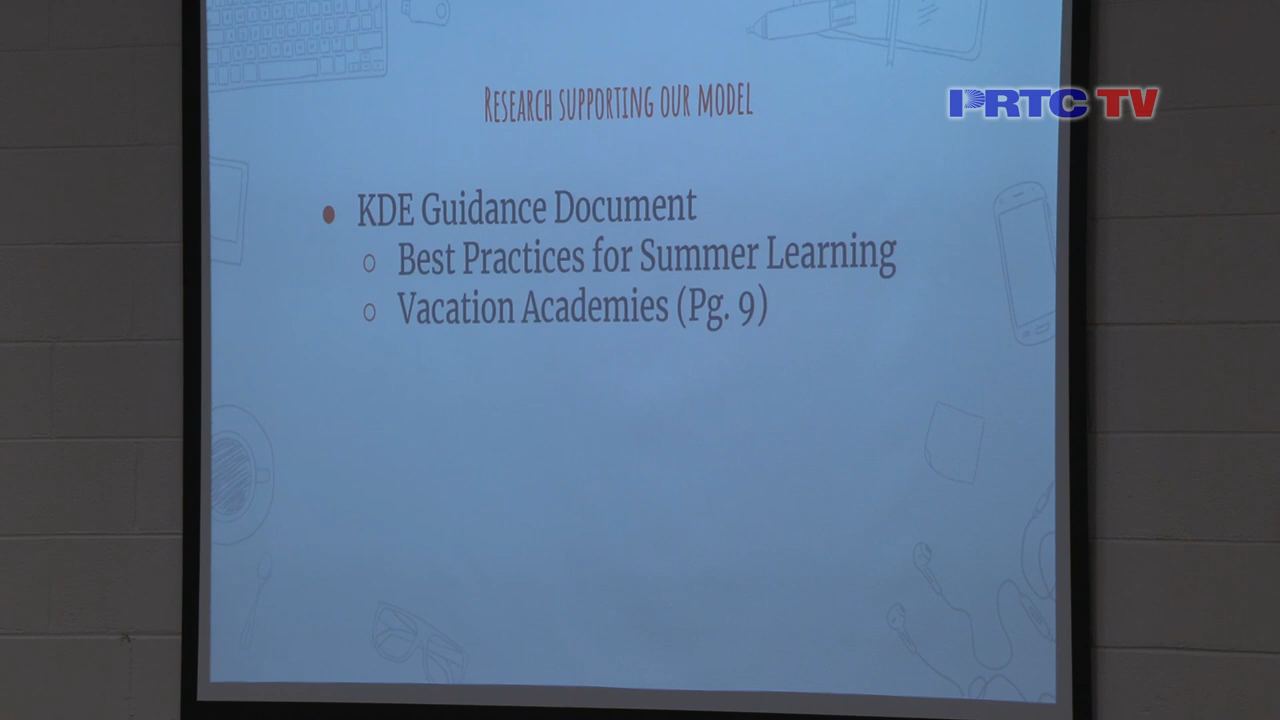 RESEARCH SUPPORTING OUR MODEL
PRTC TV
KDE Guidance Document
Best Practices for Summer Learning
Vacation Academies (Pg. 9)